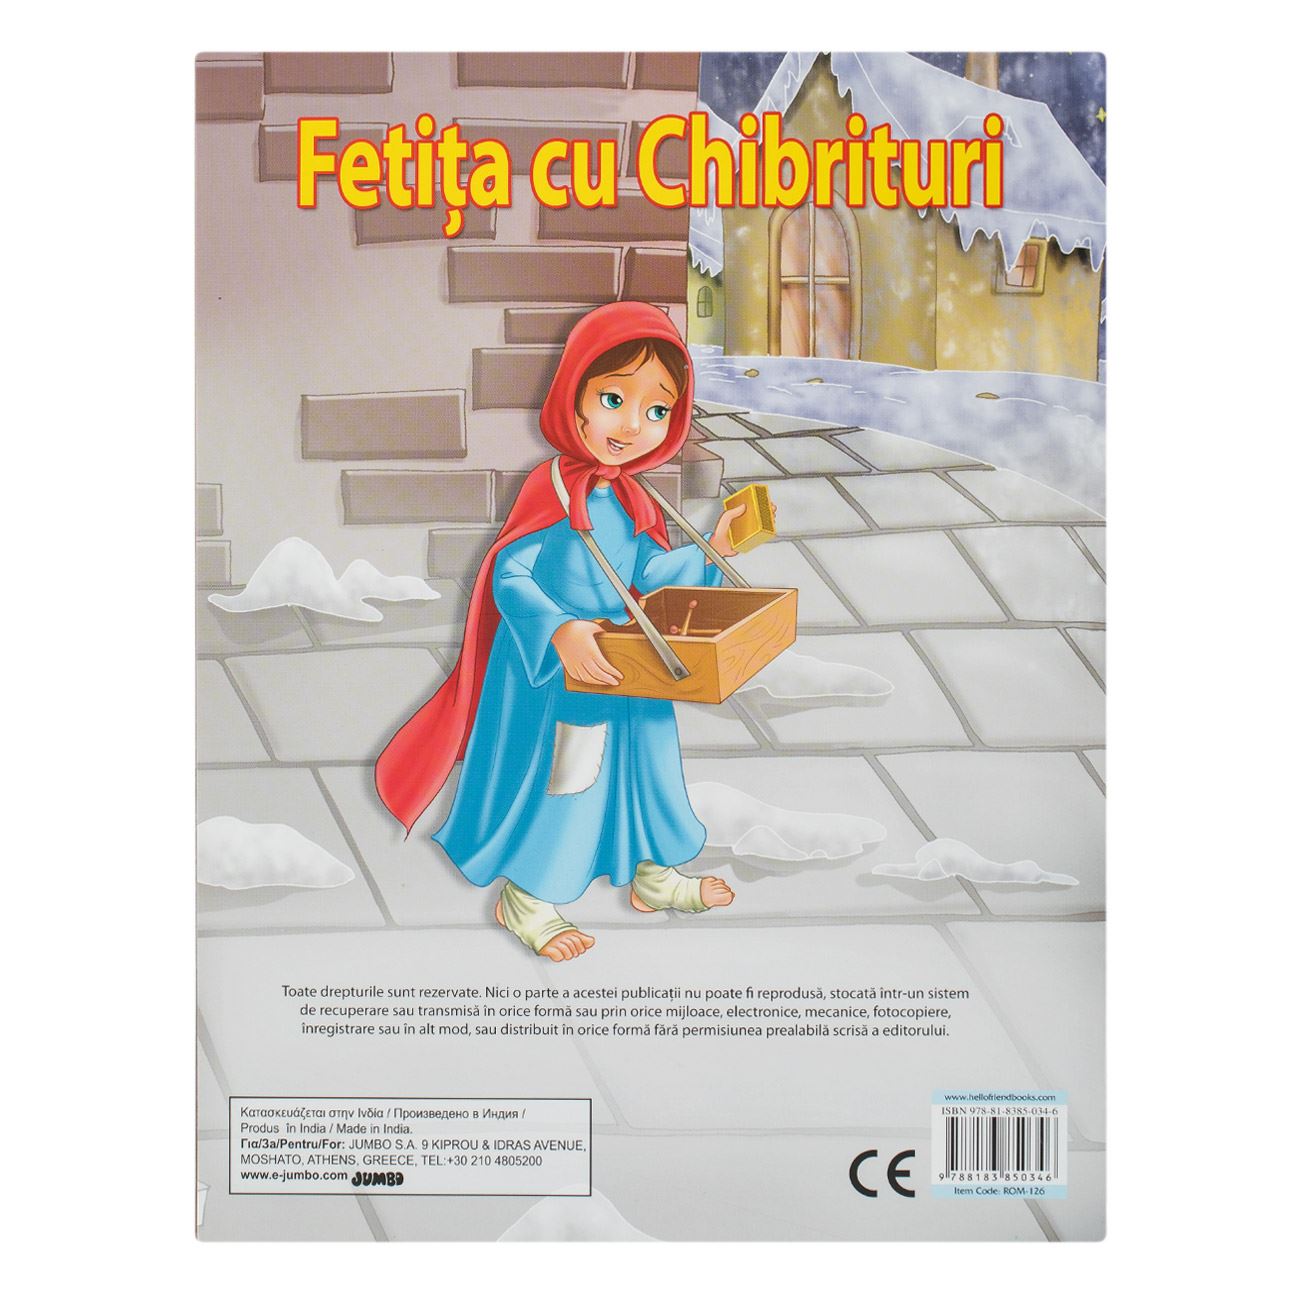 Fetița cu Chibrituri
Toate drepturile sunt rezervate. Nici o parte a acestei publicații nu poate fi reprodusă, stocată într-un sistem
de recuperare sau transmisă în orice formă sau prin orice mijloace, electronice, mecanice, fotocopiere,
înregistrare sau în alt mod, sau distribuit în orice formă fără permisiunea prealabilă scrisă a editorului.
Κατασκευάζεται στην Ινδία / Произведено в Индия /
Produs în India / Made in India.
Για/За/Pentru/For: JUMBO S.A. 9 KIPROU & IDRAS AVENUE,
MOSHATO, ATHENS, GREECE, TEL:+30 210 4805200
www.e-jumbo.com JUMBO
CE
www.hellofriendbooks.com
ISBN 978-81-8385-034-6
9 788183 850346
Item Code: ROM-126